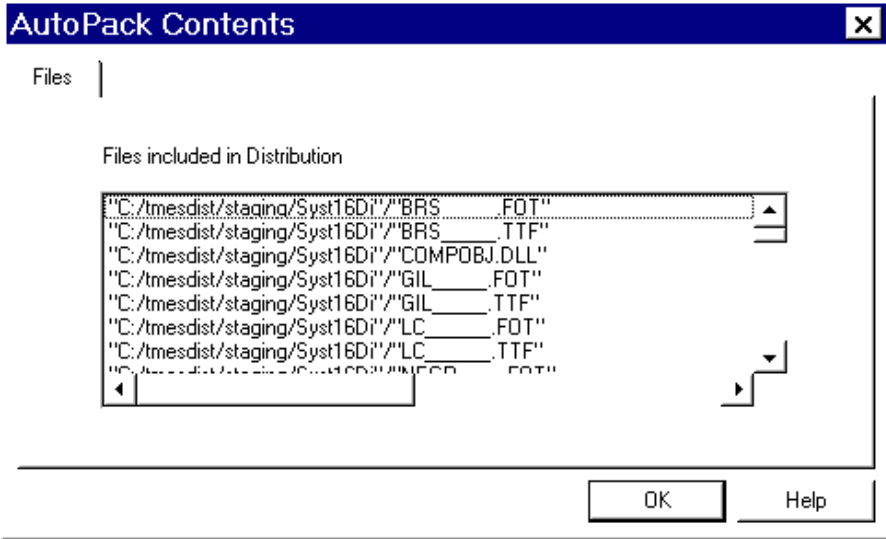 AutoPack Contents
Files
Files included in Distribution
"C:/tmesdist/staging/Syst16Di"/"BRS_____.FOT"
"C:/tmesdist/staging/Syst16Di"/"BRS_____.TTF"
"C:/tmesdist/staging/Syst16Di"/"COMPOBJ.DLL"
"C:/tmesdist/staging/Syst16Di"/"GIL_____.FOT"
"C:/tmesdist/staging/Syst16Di"/"GIL_____.TTF"
"C:/tmesdist/staging/Syst16Di"/"LC______.FOT"
"C:/tmesdist/staging/Syst16Di"/"LC______.TTF"
OK
Help